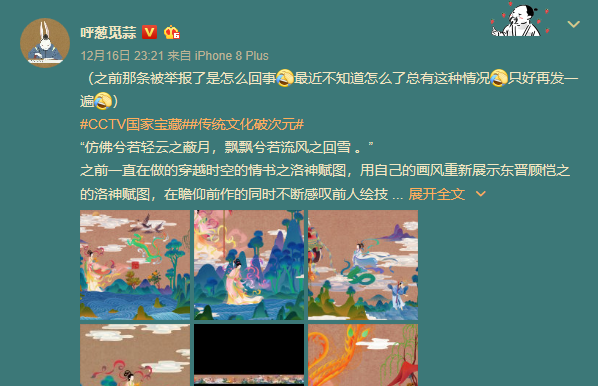 呼葱觅蒜
12月16日 23:21 来自 iPhone 8 Plus
（之前那条被举报了是怎么回事最近不知道怎么了总有这种情况只好再发一
遍）
#CCTV国家宝藏##传统文化破次元#
“仿佛兮若轻云之蔽月，飘飘兮若流风之回雪 。”
之前一直在做的穿越时空的情书之洛神赋图，用自己的画风重新展示东晋顾恺之
的洛神赋图，在瞻仰前作的同时不断感叹前人绘技 ... 展开全文